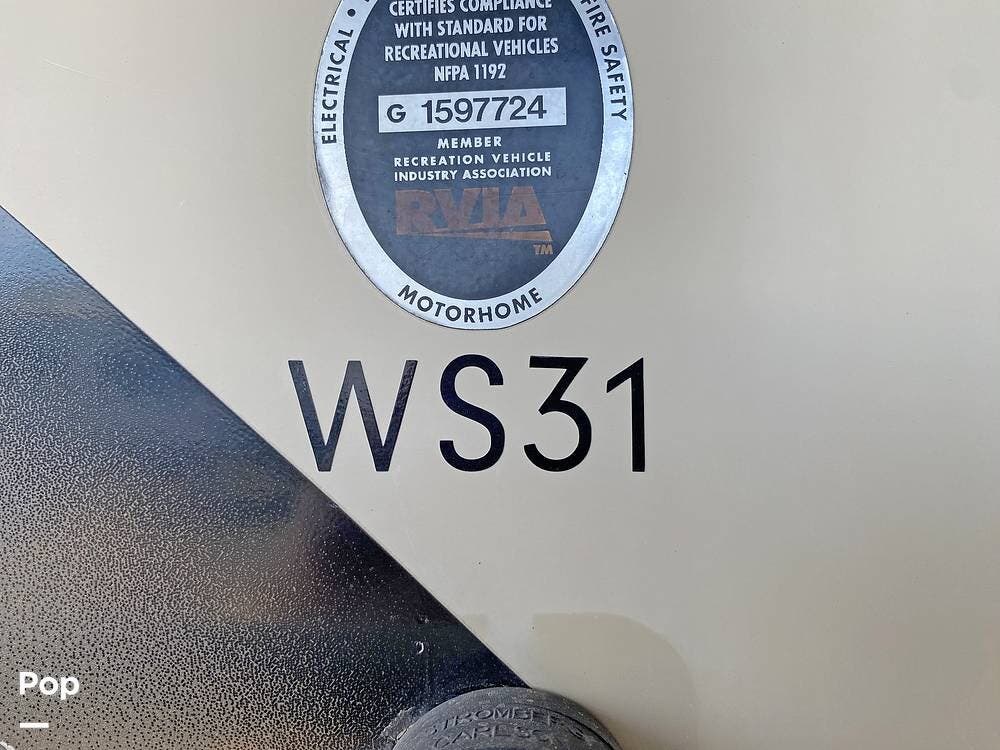 ELECTRICAL •
FIRE SAFETY
CERTIFIES COMPLIANCE
WITH STANDARD FOR
RECREATIONAL VEHICLES
NFPA 1192
G 1597724
MEMBER
RECREATION VEHICLE
INDUSTRY ASSOCIATION
RVIA
TM
MOTORHOME
WS31
Pop